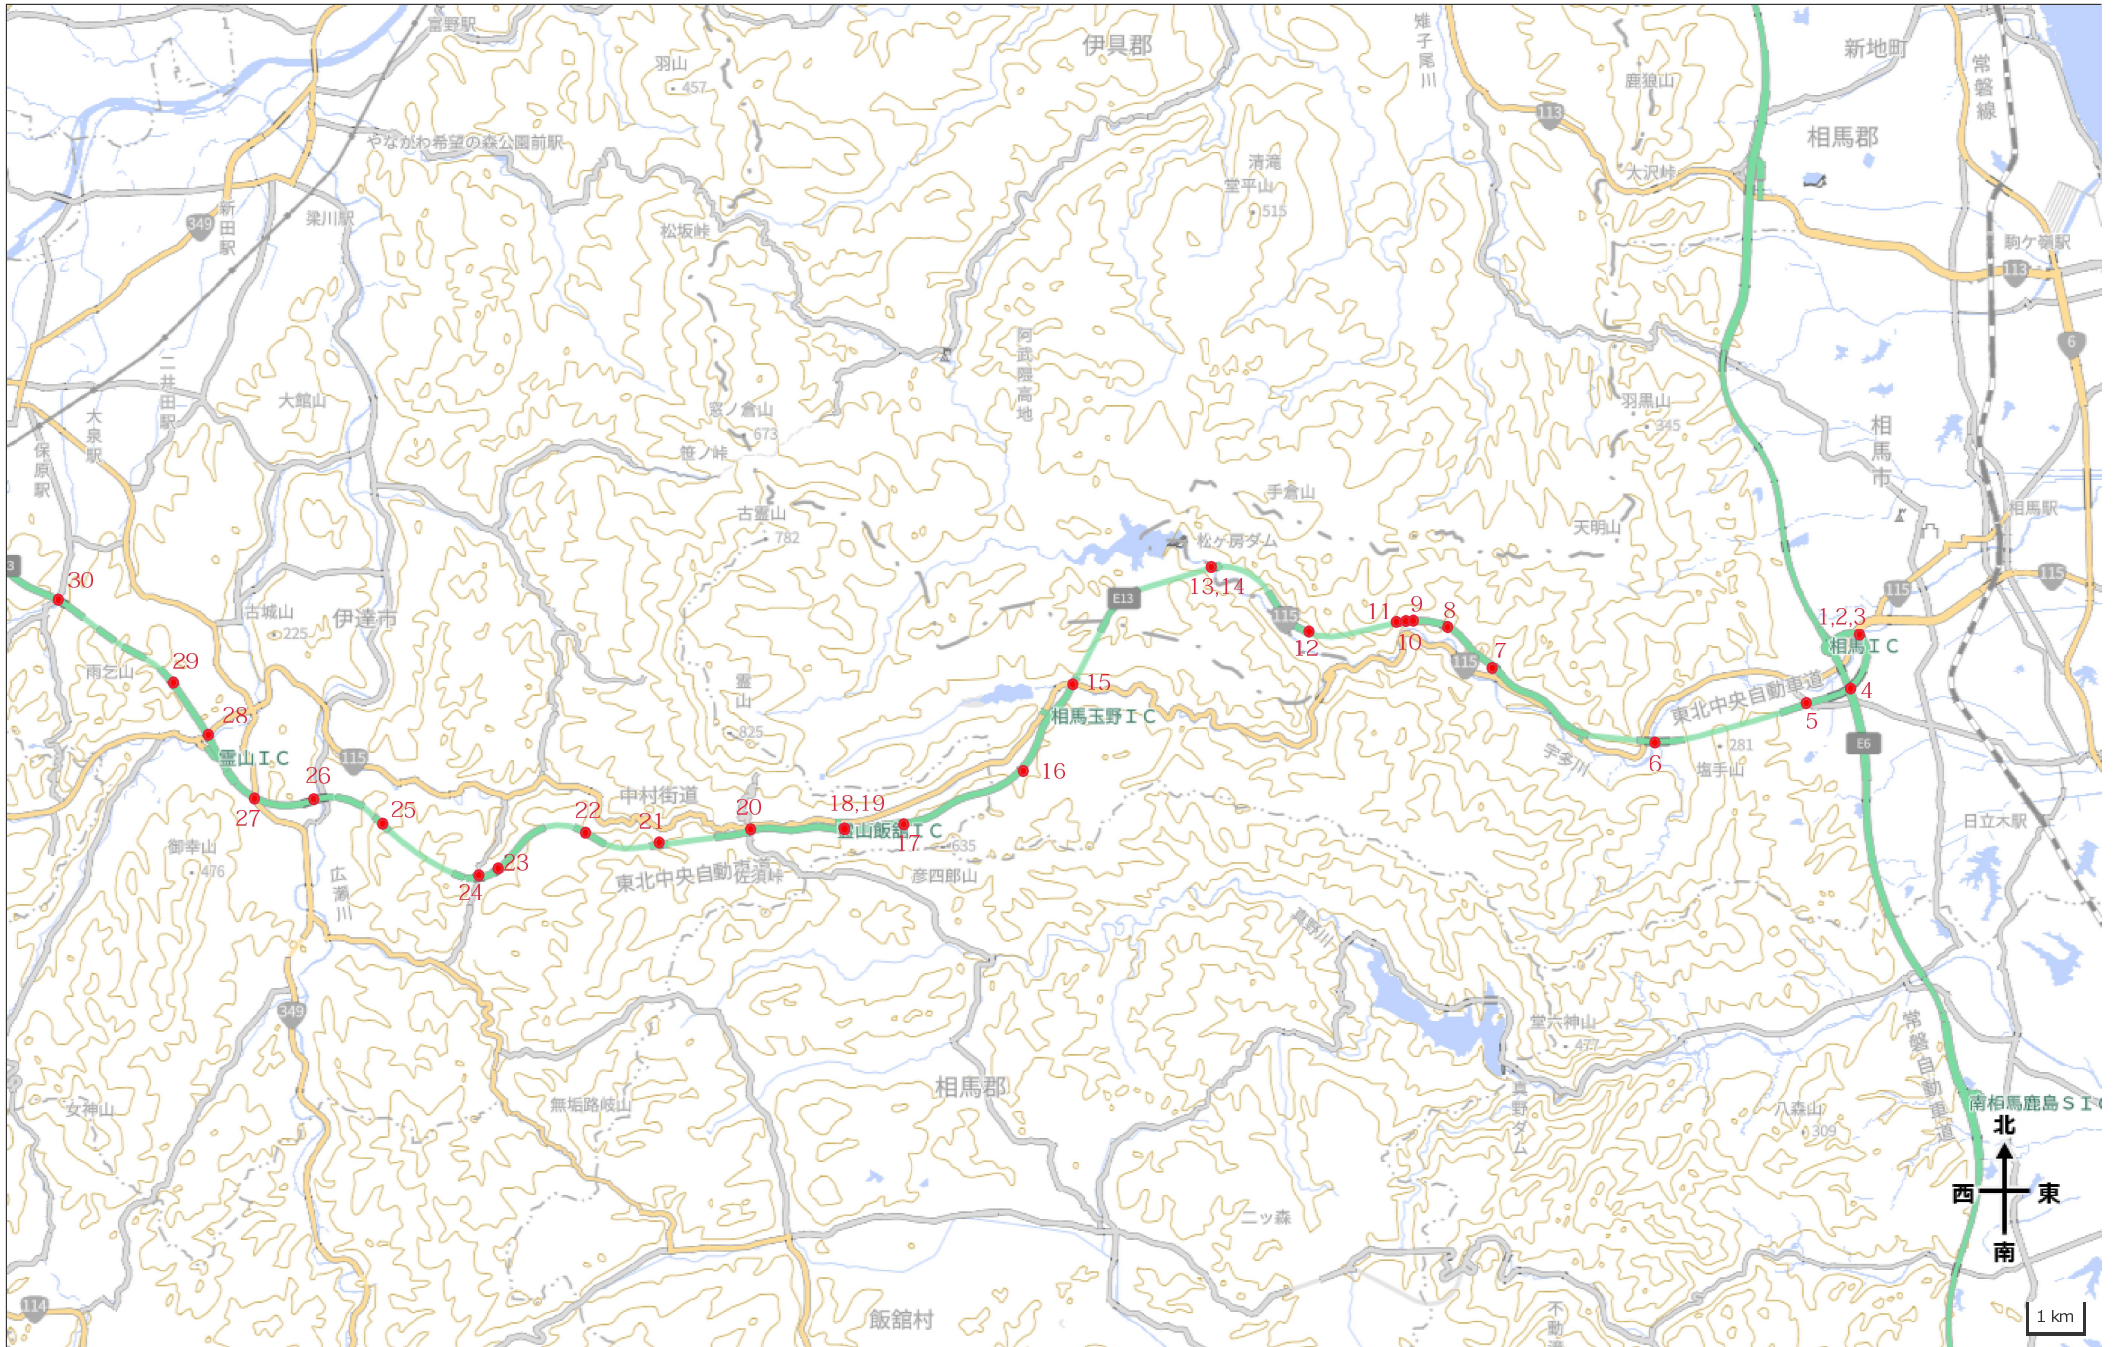 富野駅
羽山
457
伊具郡
雉子尾川
113
鹿狼山
新地町
常磐線
相馬郡
やながわ希望の森公園前駅
清滝
堂平山
515
大沢峠
349
新田駅
梁川駅
松坂峠
駒ケ嶺駅
113
6
阿武隈高地
二井田駅
大館山
大泉駅
保原駅
窓ノ倉山
673
笹ノ峠
羽黒山
345
相馬市
手倉山
古霊山
782
松ヶ房ダム
天明山
相馬駅
3
30
E13
13,14
115
115
115
古城山
225
伊達市
11
9
8
10
12
7
115
1,2,3
相馬ＩＣ
雨乞山
29
霊山
825
15
相馬玉野ＩＣ
4
東北中央自動車道
5
28
霊山ＩＣ
115
26
27
16
宇多川
6
281
塩手山
E6
中村街道
25
22
21
20
18,19
霊山飯舘ＩＣ
17
635
日立木駅
御幸山
476
24
23
広瀬川
東北中央自動車道
佐須峠
彦四郎山
真野川
349
堂六神山
477
常磐自動車道
相馬郡
女神山
無垢路岐山
真野ダム
八森山
309
南相馬鹿島ＳＩＣ
北
西
東
南
二ッ森
114
飯舘村
1 km